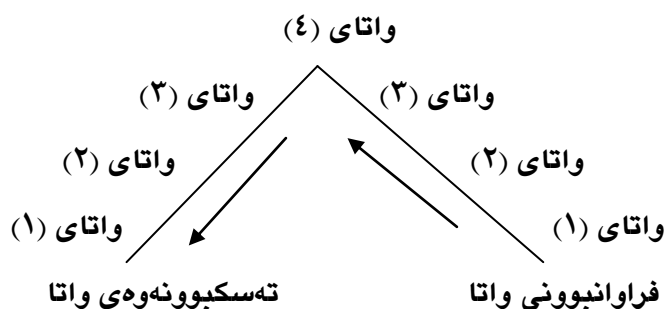 واتای (٤)
واتای (٣) واتای (٣)
واتای (٢) واتای (٢)
واتای (١) واتای (١)
فراوانبوونی واتا تەسکبوونەوەی واتا